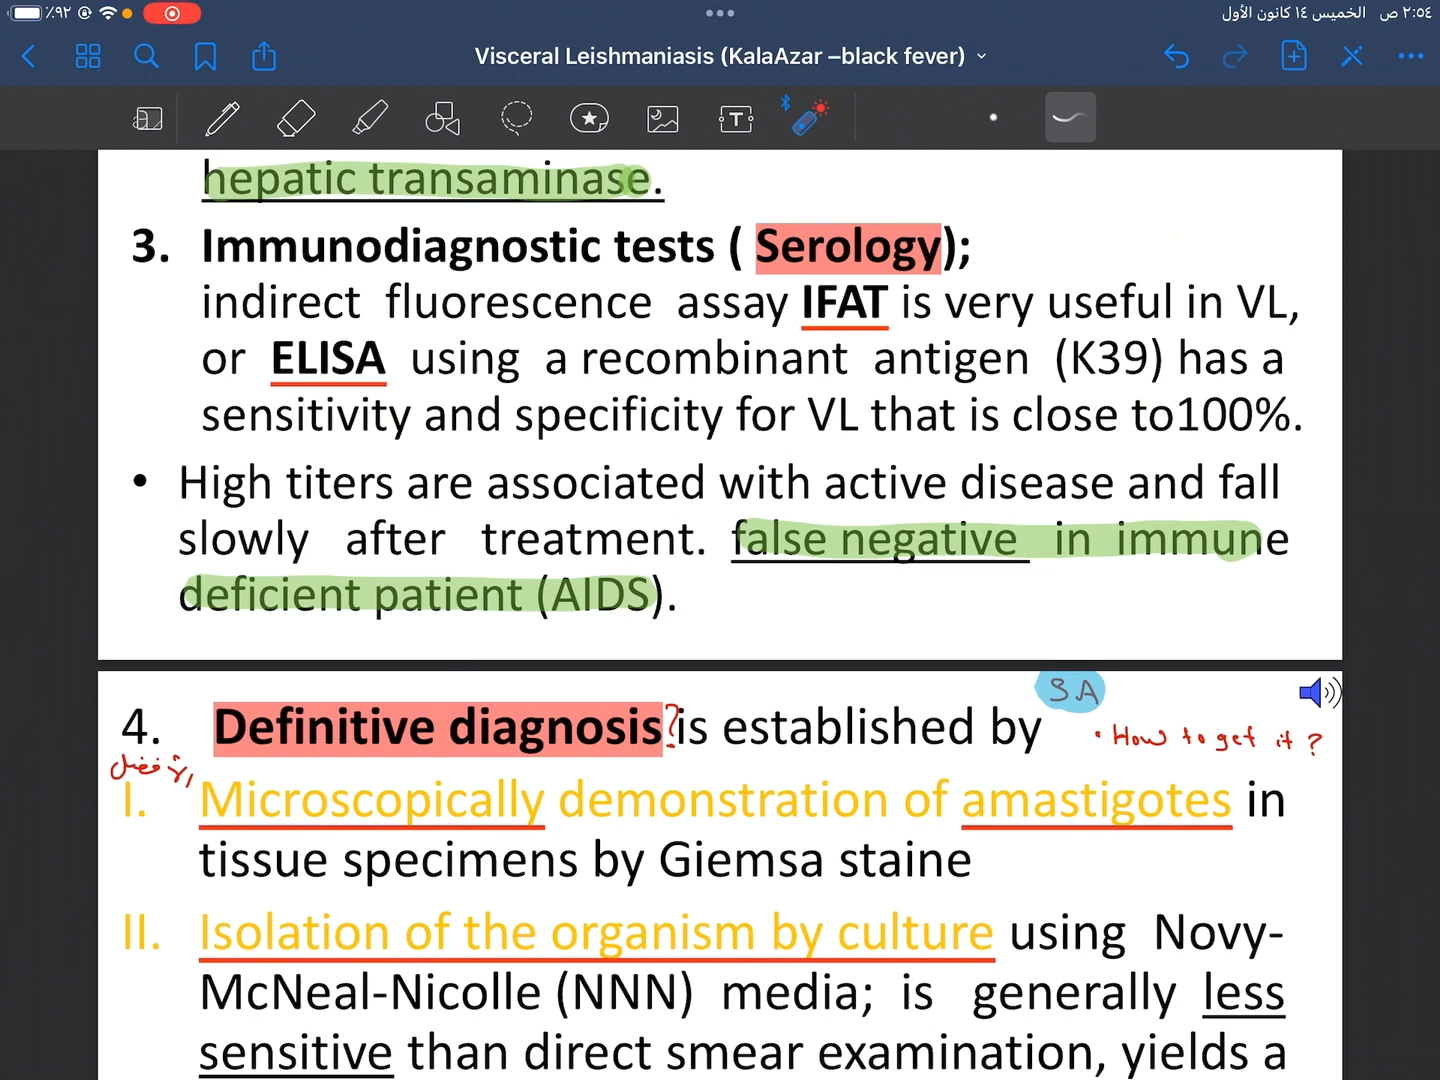 ٪٩٢
٢:٥٤ ص الخميس ١٤ كانون الأول
Visceral Leishmaniasis (KalaAzar –black fever)
T
hepatic transaminase.
3. Immunodiagnostic tests ( Serology);
indirect fluorescence assay IFAT is very useful in VL,
or ELISA using a recombinant antigen (K39) has a
sensitivity and specificity for VL that is close to100%.
• High titers are associated with active disease and fall
slowly after treatment. false negative in immune
deficient patient (AIDS).
3A
4. Definitive diagnosis? is established by
• How to get it ?
الأفضل
I. Microscopically demonstration of amastigotes in
tissue specimens by Giemsa staine
II. Isolation of the organism by culture using Novy-
McNeal-Nicolle (NNN) media; is generally less
sensitive than direct smear examination, yields a